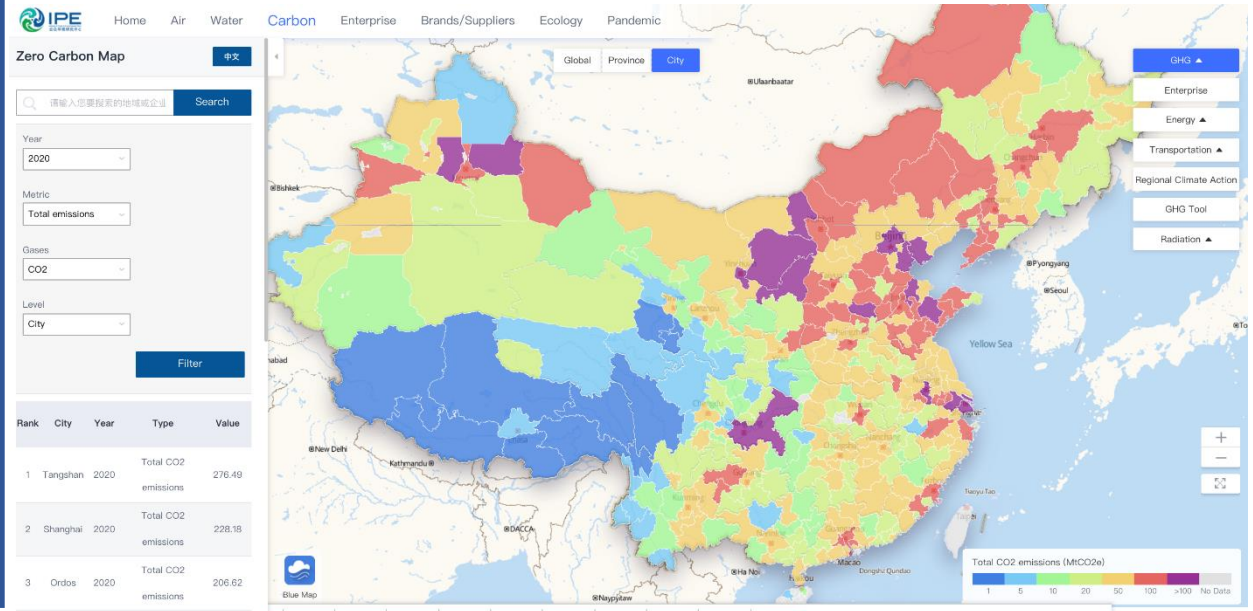 IPE
Home
Air
Water
Carbon
Enterprise
Brands/Suppliers
Ecology
Pandemic
Zero Carbon Map
中文
请输入您要搜索的地域或企业
Search
Year
2020
Metric
Total emissions
Gases
CO2
Level
City
Filter
Rank City Year Type Value
1 Tangshan 2020 Total CO2 emissions 276.49
2 Shanghai 2020 Total CO2 emissions 228.18
3 Ordos 2020 Total CO2 emissions 206.62
Global
Province
City
GHG
Enterprise
Energy
Transportation
Regional Climate Action
GHG Tool
Radiation
Ulaanbaatar
Bishkek
Pyongyang
Seoul
Yellow Sea
New Delhi
Kathmandu
DACCA
Naypyitaw
Ha Noi
Macao
Dongsha Qundao
Chengdu
Lanzhou
Kunming
Blue Map
Total CO2 emissions (MtCO2e)
1 5 10 20 50 100 >100 No Data